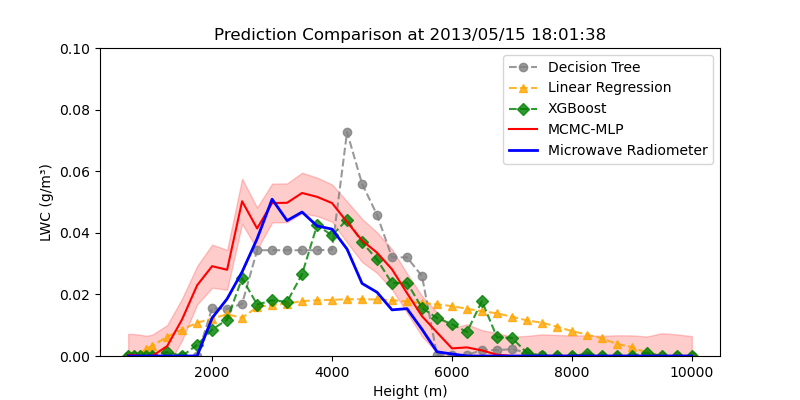 Prediction Comparison at 2013/05/15 18:01:38
LWC (g/m³)
0.10
0.08
0.06
0.04
0.02
0.00
Decision Tree
Linear Regression
XGBoost
MCMC-MLP
Microwave Radiometer
2000 4000 6000 8000 10000
Height (m)